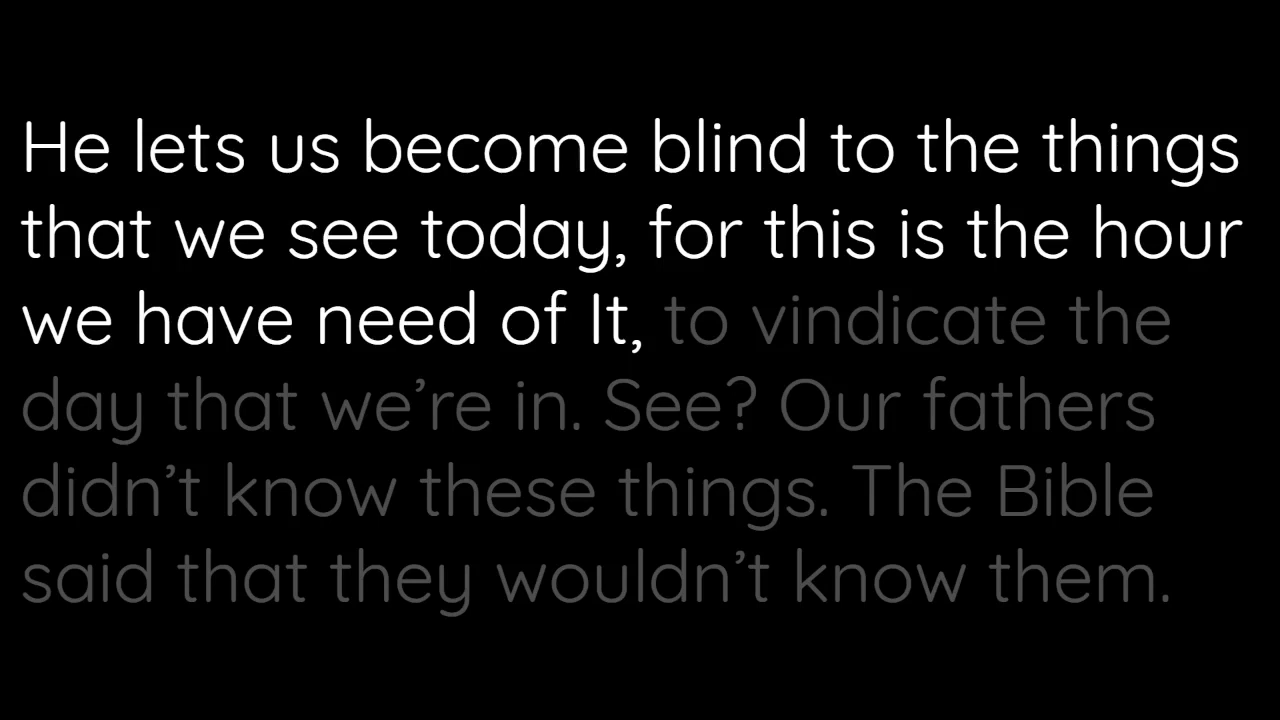 He lets us become blind to the things
that we see today, for this is the hour
we have need of It, to vindicate the
day that we’re in. See? Our fathers
didn’t know these things. The Bible
said that they wouldn’t know them.